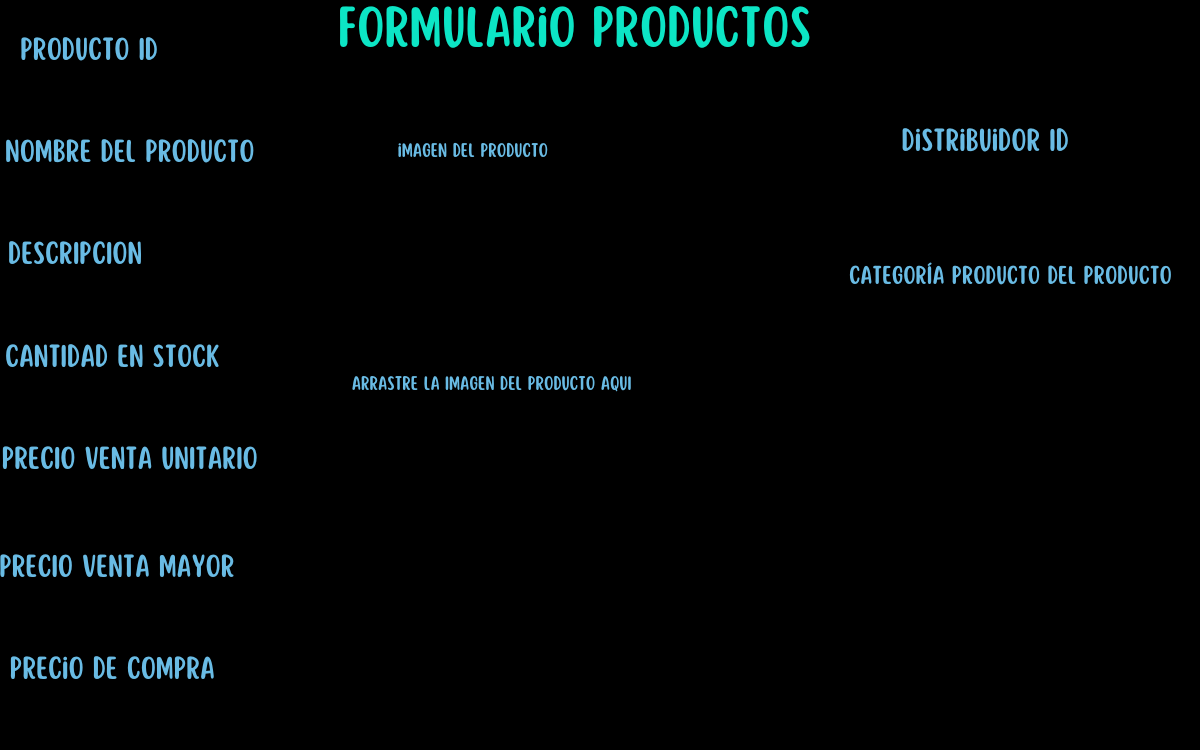 FORMULARiO PRODUCTOS
PRODUCTO ID
NOMBRE DEL PRODUCTO
DESCRIPCION
CANTIDAD EN STOCK
PRECIO VENTA UNITARIO
PRECIO VENTA MAYOR
PRECiO DE COMPRA
iMAGEN DEL PRODUCTO
ARRASTRE LA IMAGEN DEL PRODUCTO AQUI
DiSTRiBUiDOR ID
CATEGORÍA PRODUCTO DEL PRODUCTO